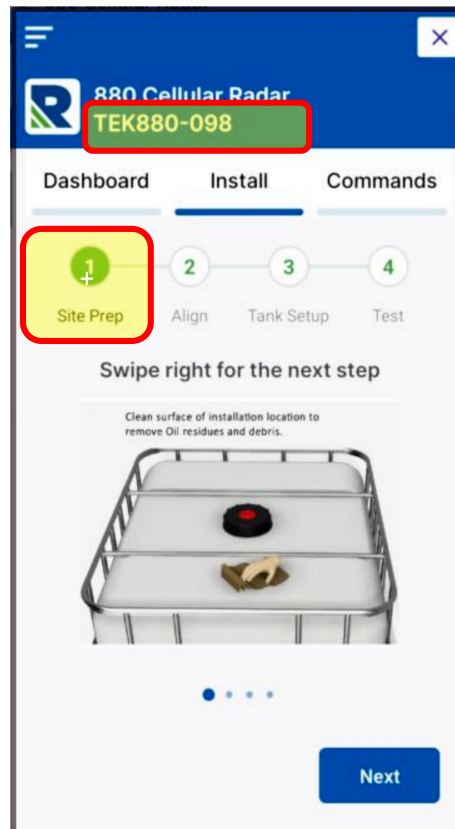 880 Cellular Radar
TEK880-098
Dashboard Install Commands
1 2 3 4
Site Prep Align Tank Setup Test
Swipe right for the next step
Clean surface of installation location to
remove Oil residues and debris.
Next